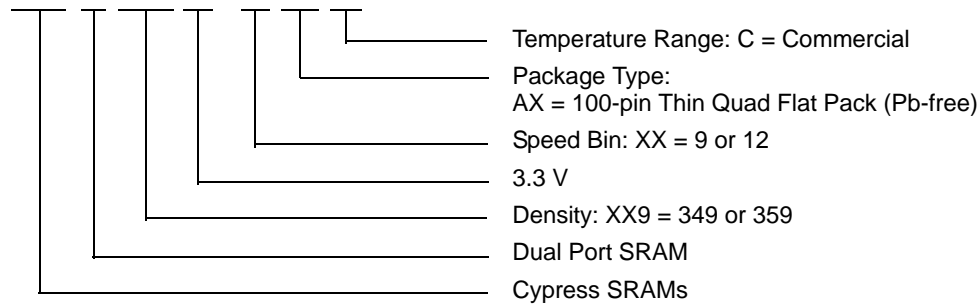 Temperature Range: C = Commercial
Package Type:
AX = 100-pin Thin Quad Flat Pack (Pb-free)
Speed Bin: XX = 9 or 12
3.3 V
Density: XX9 = 349 or 359
Dual Port SRAM
Cypress SRAMs